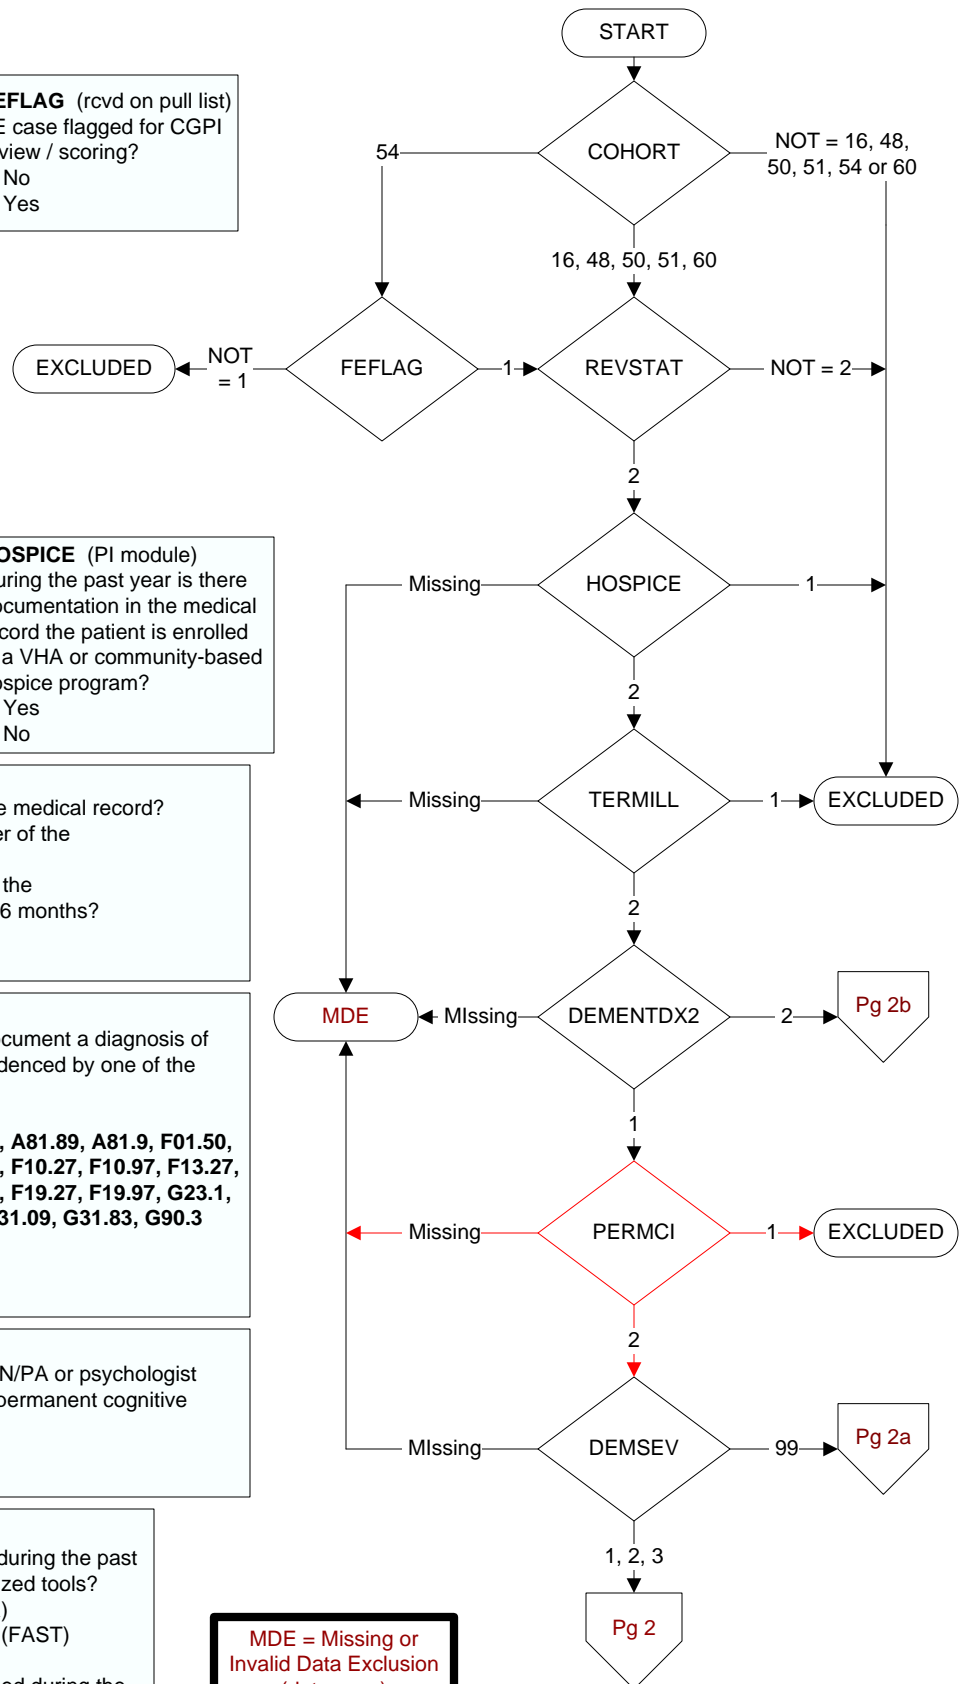 START
EFLAG (rcvd on pull list)
E case flagged for CGPI
view / scoring?
No
Yes
COHORT
54
NOT = 16, 48,
50, 51, 54 or 60
16, 48, 50, 51, 60
EXCLUDED
NOT
= 1
FEFLAG
1
REVSTAT
NOT = 2
2
OSPICE (PI module)
uring the past year is there
ocumentation in the medical
cord the patient is enrolled
a VHA or community-based
ospice program?
Yes
No
Missing
HOSPICE
1
2
e medical record?
er of the
the
6 months?
Missing
TERMILL
1
EXCLUDED
2
MDE
MIssing
DEMENTDX2
2
Pg 2b
1
ocument a diagnosis of
idenced by one of the
, A81.89, A81.9, F01.50,
, F10.27, F10.97, F13.27,
, F19.27, F19.97, G23.1,
31.09, G31.83, G90.3
Missing
PERMCI
1
EXCLUDED
2
N/PA or psychologist
permanent cognitive
MIssing
DEMSEV
99
Pg 2a
1, 2, 3
Pg 2
during the past
ized tools?
)
(FAST)
ed during the
MDE = Missing or
Invalid Data Exclusion